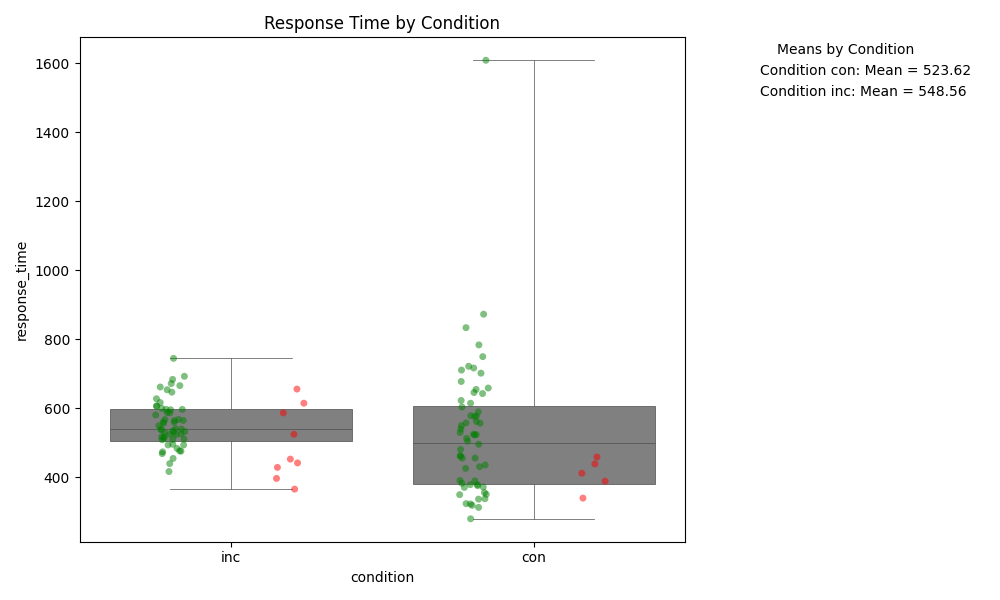 Response Time by Condition
Means by Condition
Condition con: Mean = 523.62
Condition inc: Mean = 548.56
response_time
1600
1400
1200
1000
800
600
400
inc
con
condition